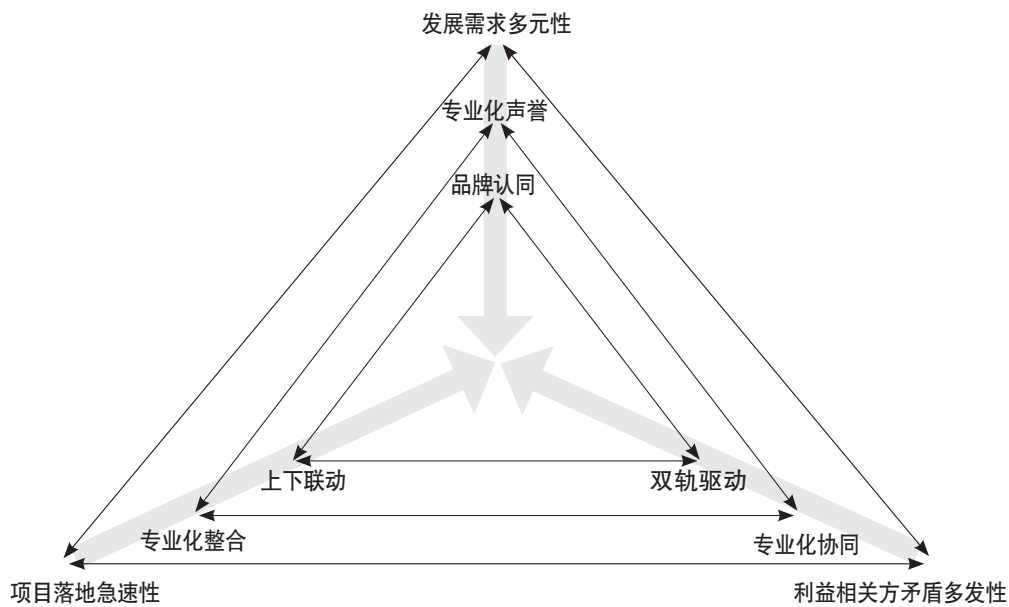 发展需求多元性
专业化声誉
品牌认同
上下联动
双轨驱动
专业化整合
专业化协同
项目落地急速性
利益相关方矛盾多发性